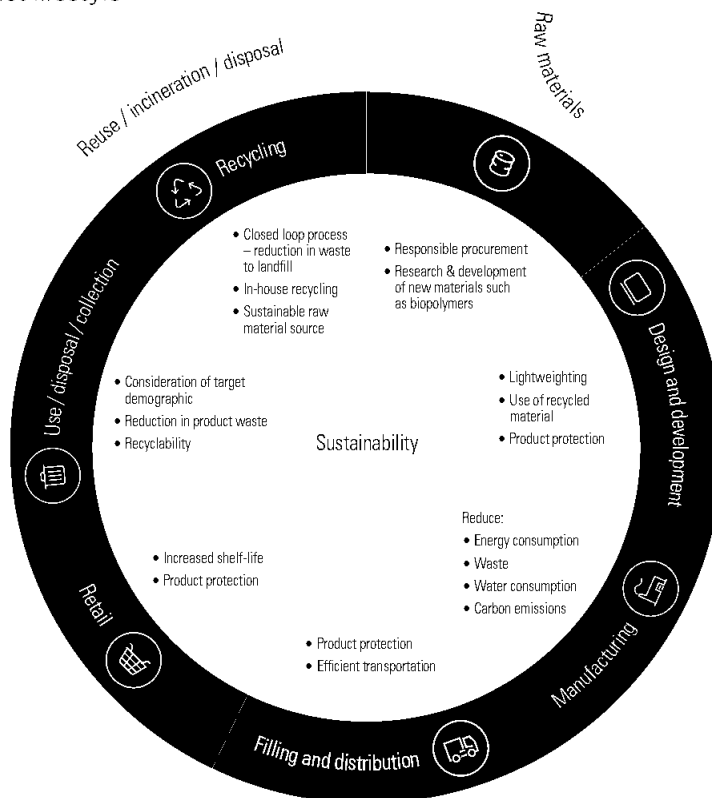 Reuse / incineration / disposal
Raw materials
Recycling
• Closed loop process
– reduction in waste
to landfill
• In-house recycling
• Sustainable raw
material source
• Responsible procurement
• Research & development
of new materials such
as biopolymers
Use / disposal / collection
Design and development
• Consideration of target
demographic
• Reduction in product waste
• Recyclability
Sustainability
• Lightweighting
• Use of recycled
material
• Product protection
Reduce:
• Energy consumption
• Waste
• Water consumption
• Carbon emissions
• Increased shelf-life
• Product protection
Retail
Manufacturing
• Product protection
• Efficient transportation
Filling and distribution